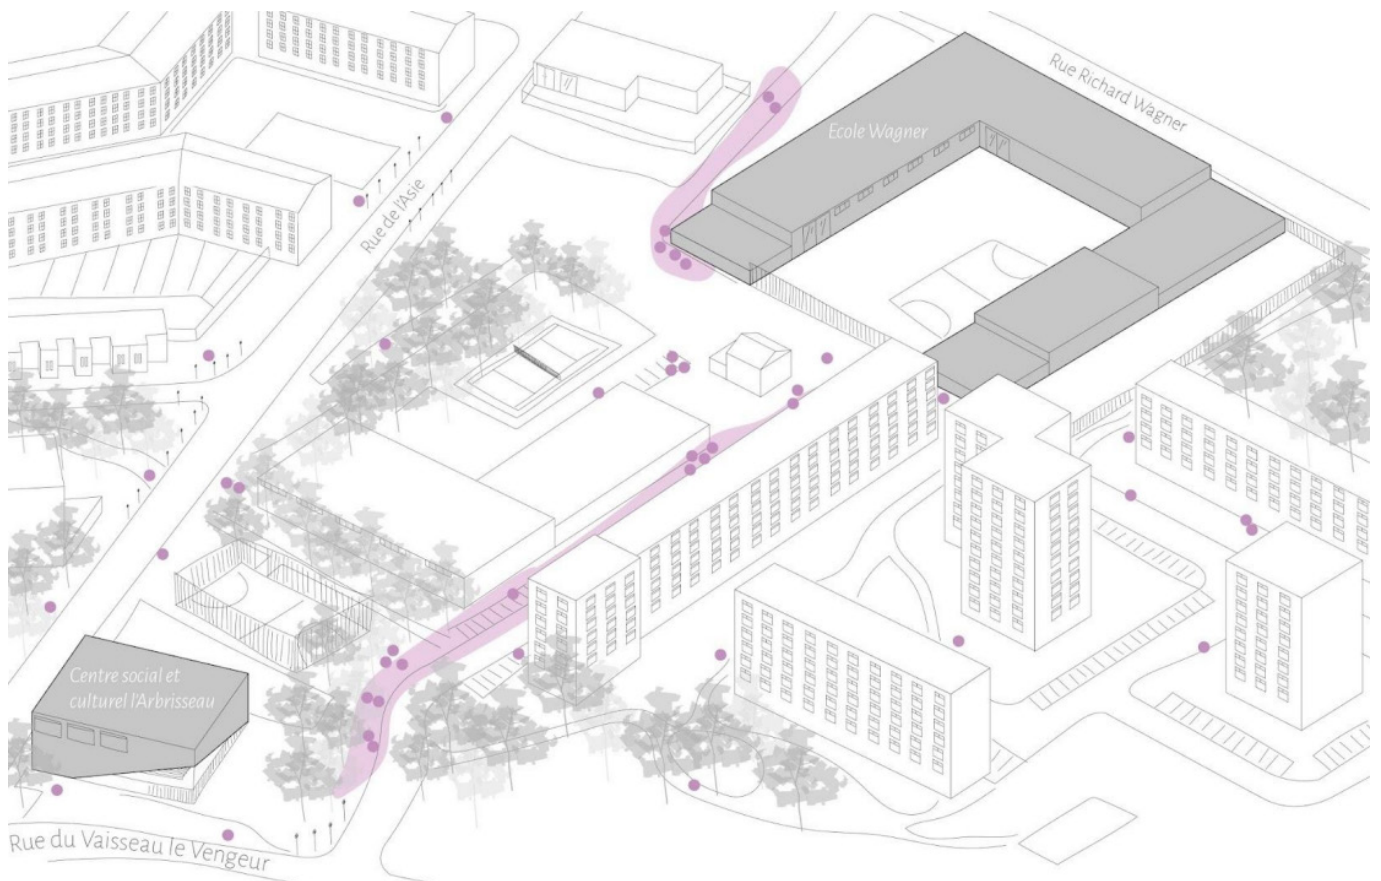 Rue Richard Wagner
Ecole Wagner
Rue de l'Asie
Centre social et
culturel l'Arbrisseau
Rue du Vaisseau le Vengeur